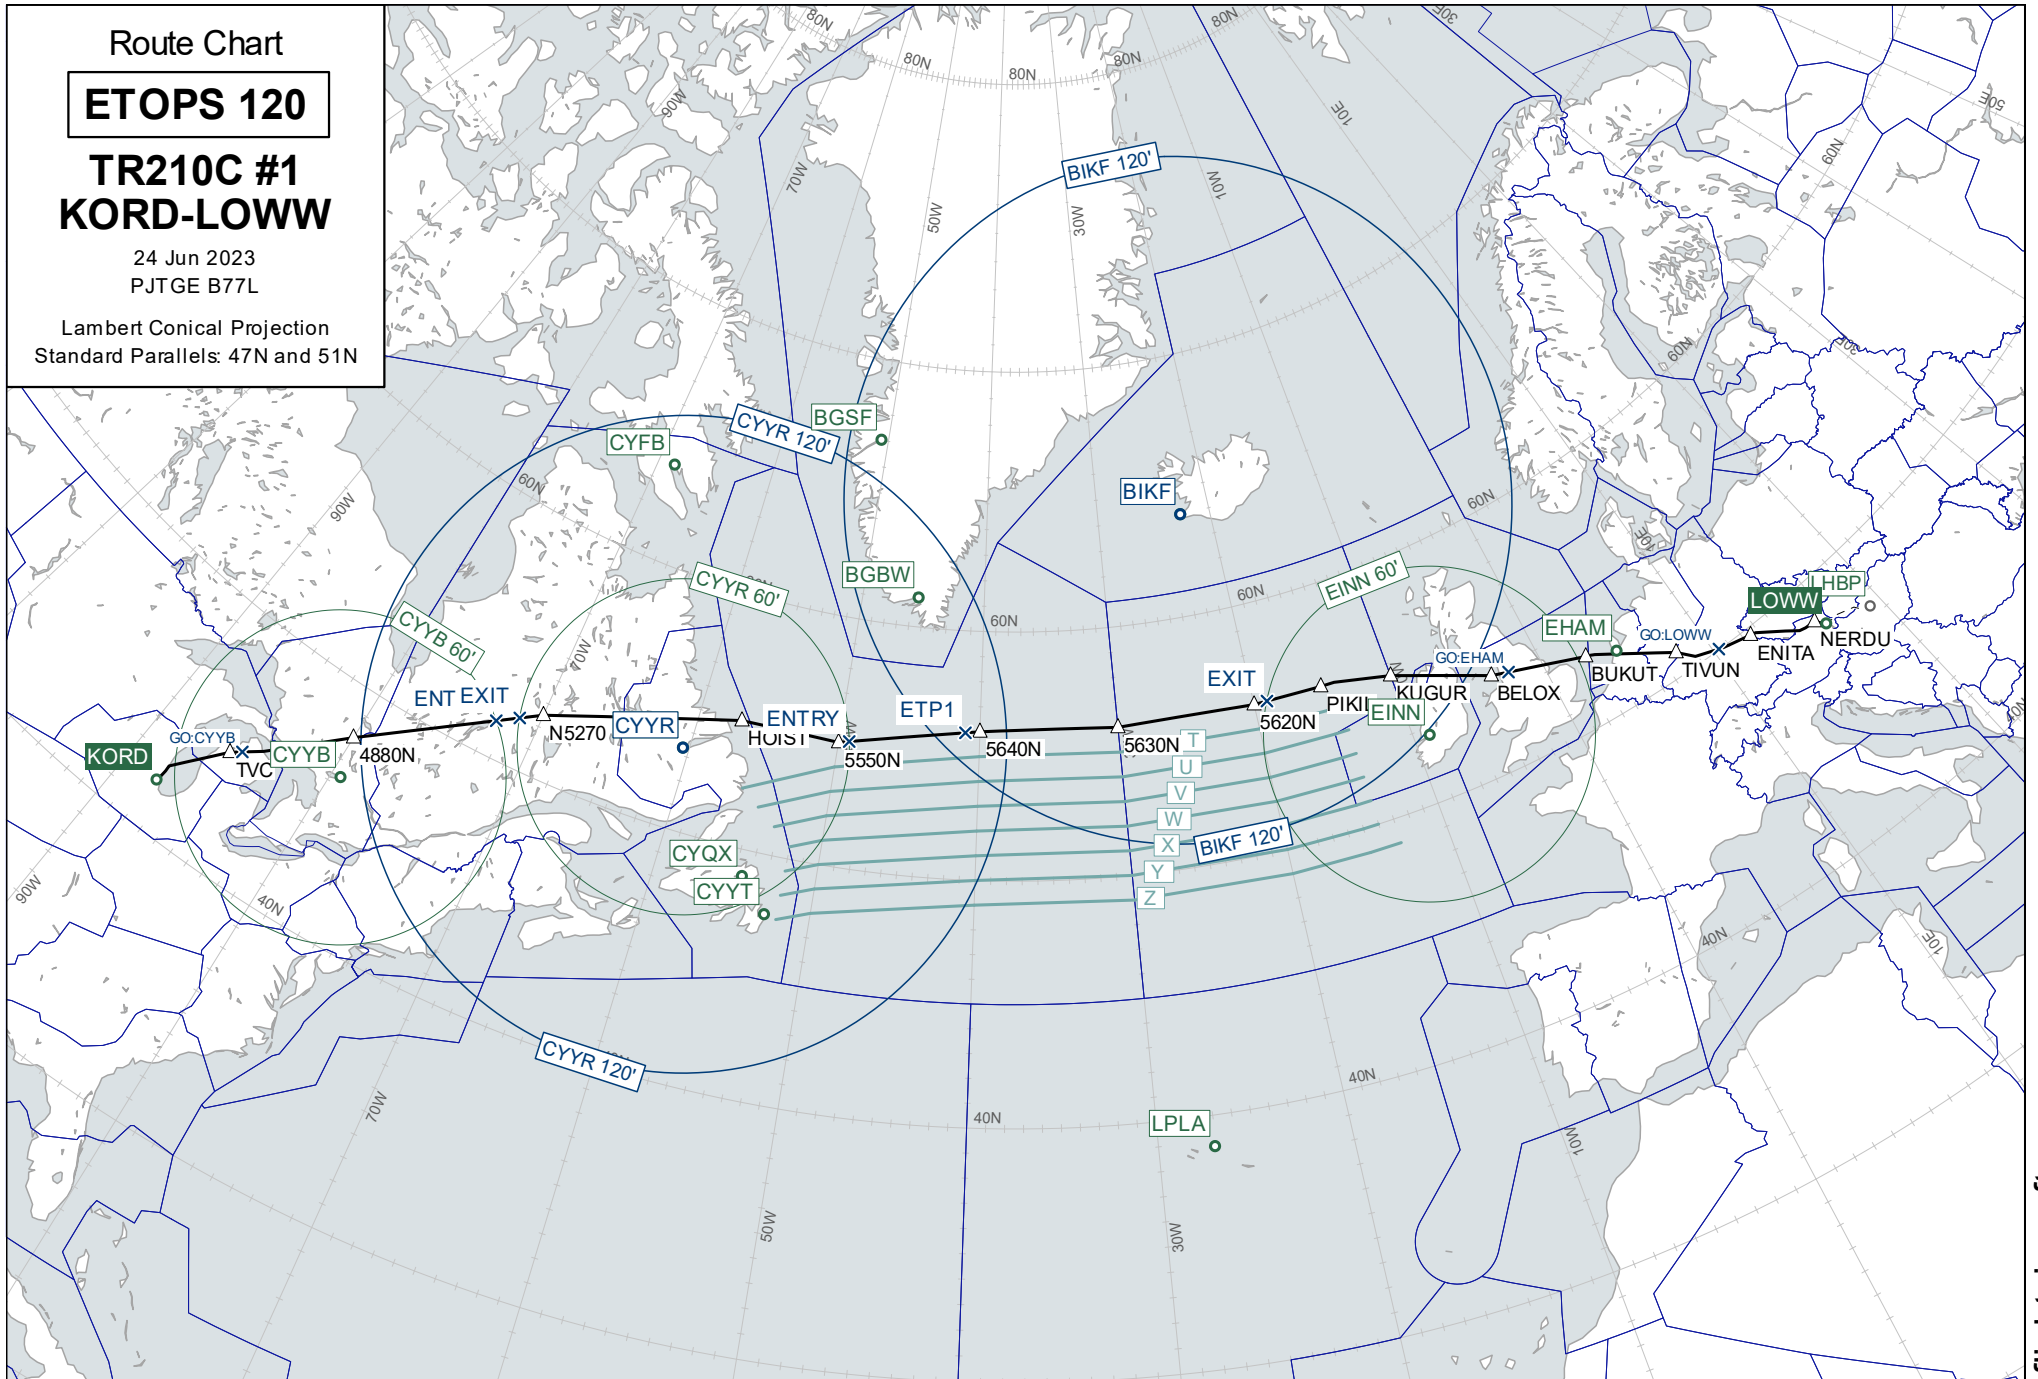 Route Chart
ETOPS 120
TR210C #1
KORD-LOWW
24 Jun 2023
PJTGE B77L
Lambert Conical Projection
Standard Parallels: 47N and 51N
80N
80N
30E
80N
80N
80N
90W
10E
50E
70W
60N
BIKF 120'
10W
50W
30W
60N
30E
BGSF
CYYR 120'
CYFB
60N
90W
BIKF
60N
10E
BGBW
CYYR 60'
EINN 60'
60N
60N
LHBP
LOWW
CYYB 60'
70W
EHAM
GO:LOWW
NERDU
ENITA
TIVUN
BUKUT
GO:EHAM
BELOX
KUGUR
PIKIL
EXIT
5620N
EINN
ENT EXIT
ENTRY
ETP1
N5270
CYYR
HOIST
5550N
5640N
5630N
40N
GO:CYYB
KORD
TVC
CYYB
4880N
T
U
V
W
X
Y
Z
BIKF 120'
CYQX
CYYT
90W
40N
40N
10E
CYYR 120'
70W
40N
40N
LPLA
10W
50W
30W